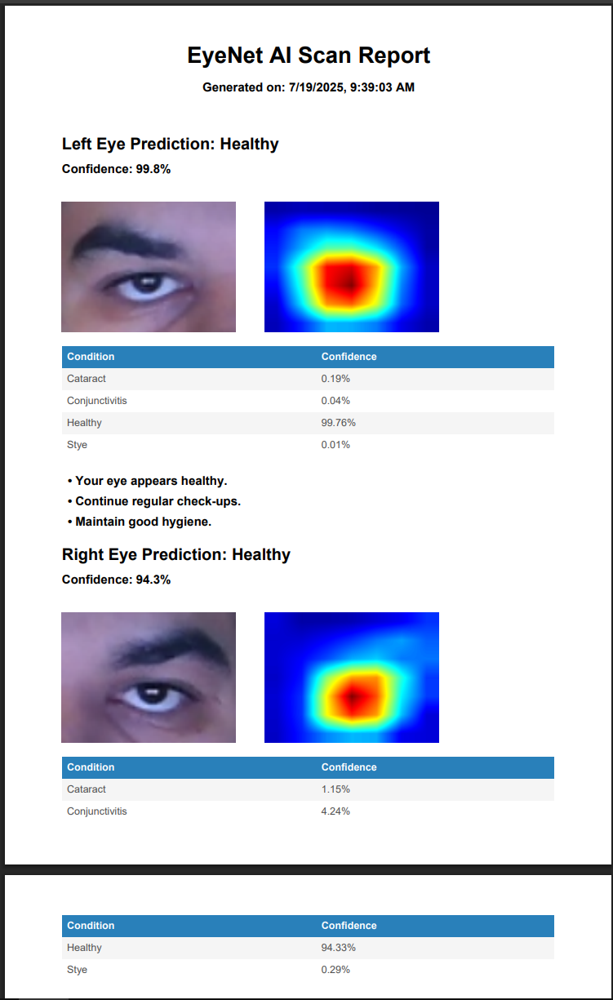 EyeNet AI Scan Report
Generated on: 7/19/2025, 9:39:03 AM
Left Eye Prediction: Healthy
Confidence: 99.8%
Condition Confidence
Cataract 0.19%
Conjunctivitis 0.04%
Healthy 99.76%
Stye 0.01%
• Your eye appears healthy.
• Continue regular check-ups.
• Maintain good hygiene.
Right Eye Prediction: Healthy
Confidence: 94.3%
Condition Confidence
Cataract 1.15%
Conjunctivitis 4.24%
Condition Confidence
Healthy 94.33%
Stye 0.29%